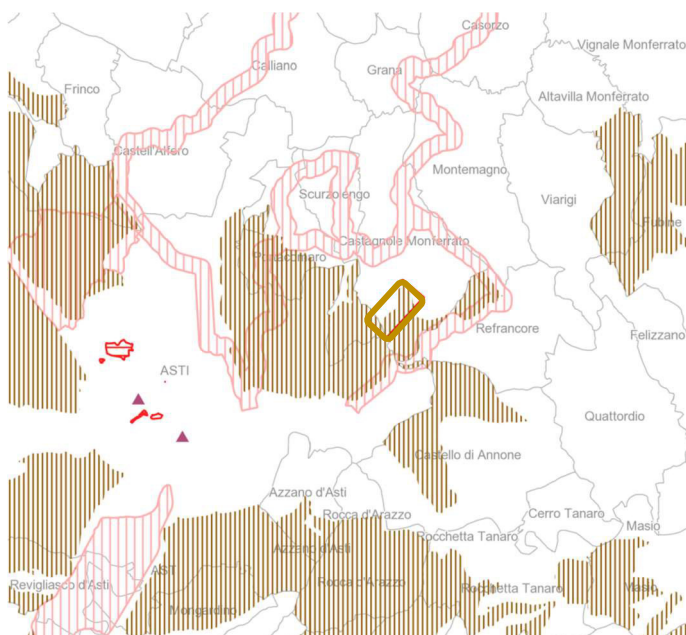 Casorzo
Vignale Monferrato
Calliano
Grana
Frinco
Altavilla Monferrato
Castell'Alfero
Montemagno
Scurzolengo
Viarigi
Fubine
Castagnole Monferrato
Portacomaro
Refrancore
Felizzano
ASTI
Quattordio
Castello di Annone
Azzano d'Asti
Rocca d'Arazzo
Cerro Tanaro
Masio
Rocchetta Tanaro
Azzano d'Asti
AST
Revigliasco d'Asti
Rocca d'Arazzo
Rocchetta Tanaro
Masio
Mongardino